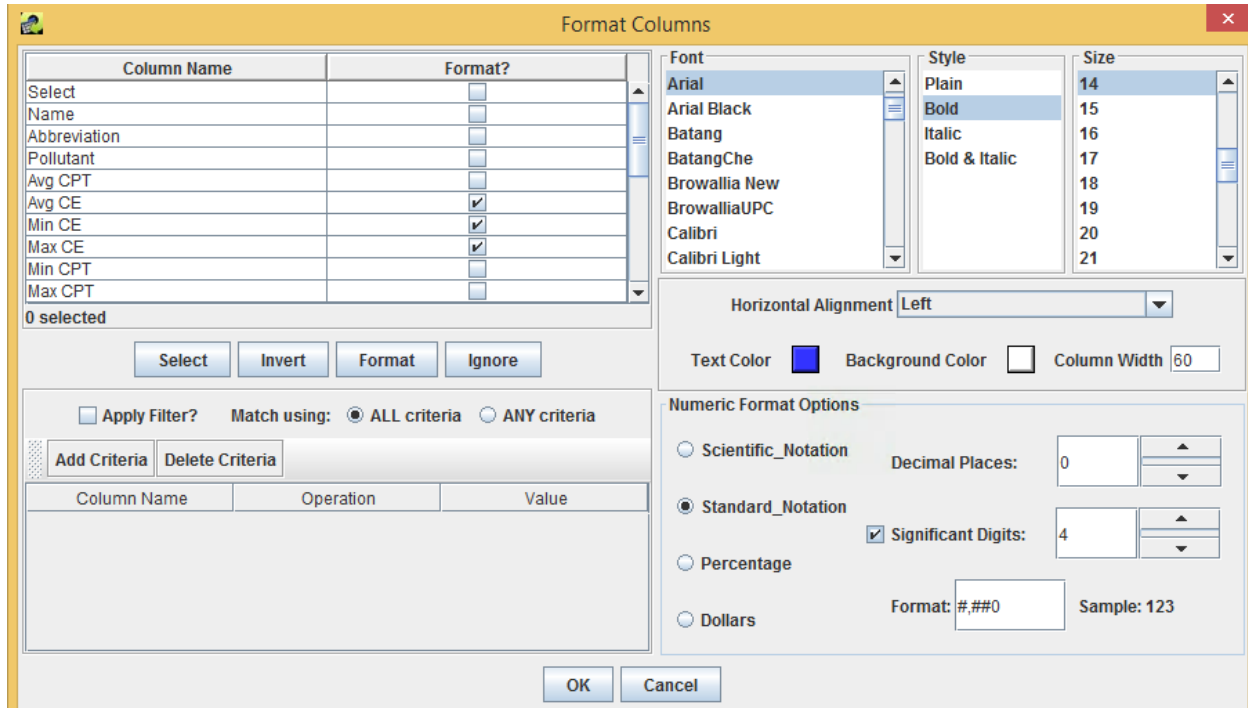 Format Columns
Column Name Format?
Select
Name
Abbreviation
Pollutant
Avg CPT
Avg CE
Min CE
Max CE
Min CPT
Max CPT
0 selected
Select Invert Format Ignore
Apply Filter? Match using: ALL criteria ANY criteria
Add Criteria Delete Criteria
Column Name Operation Value
Font
Arial
Arial Black
Batang
BatangChe
Browallia New
BrowalliaUPC
Calibri
Calibri Light
Style
Plain
Bold
Italic
Bold & Italic
Size
14
15
16
17
18
19
20
21
Horizontal Alignment Left
Text Color Background Color Column Width 60
Numeric Format Options
Scientific_Notation
Standard_Notation
Percentage
Dollars
Decimal Places: 0
Significant Digits: 4
Format: #,##0 Sample: 123
OK Cancel